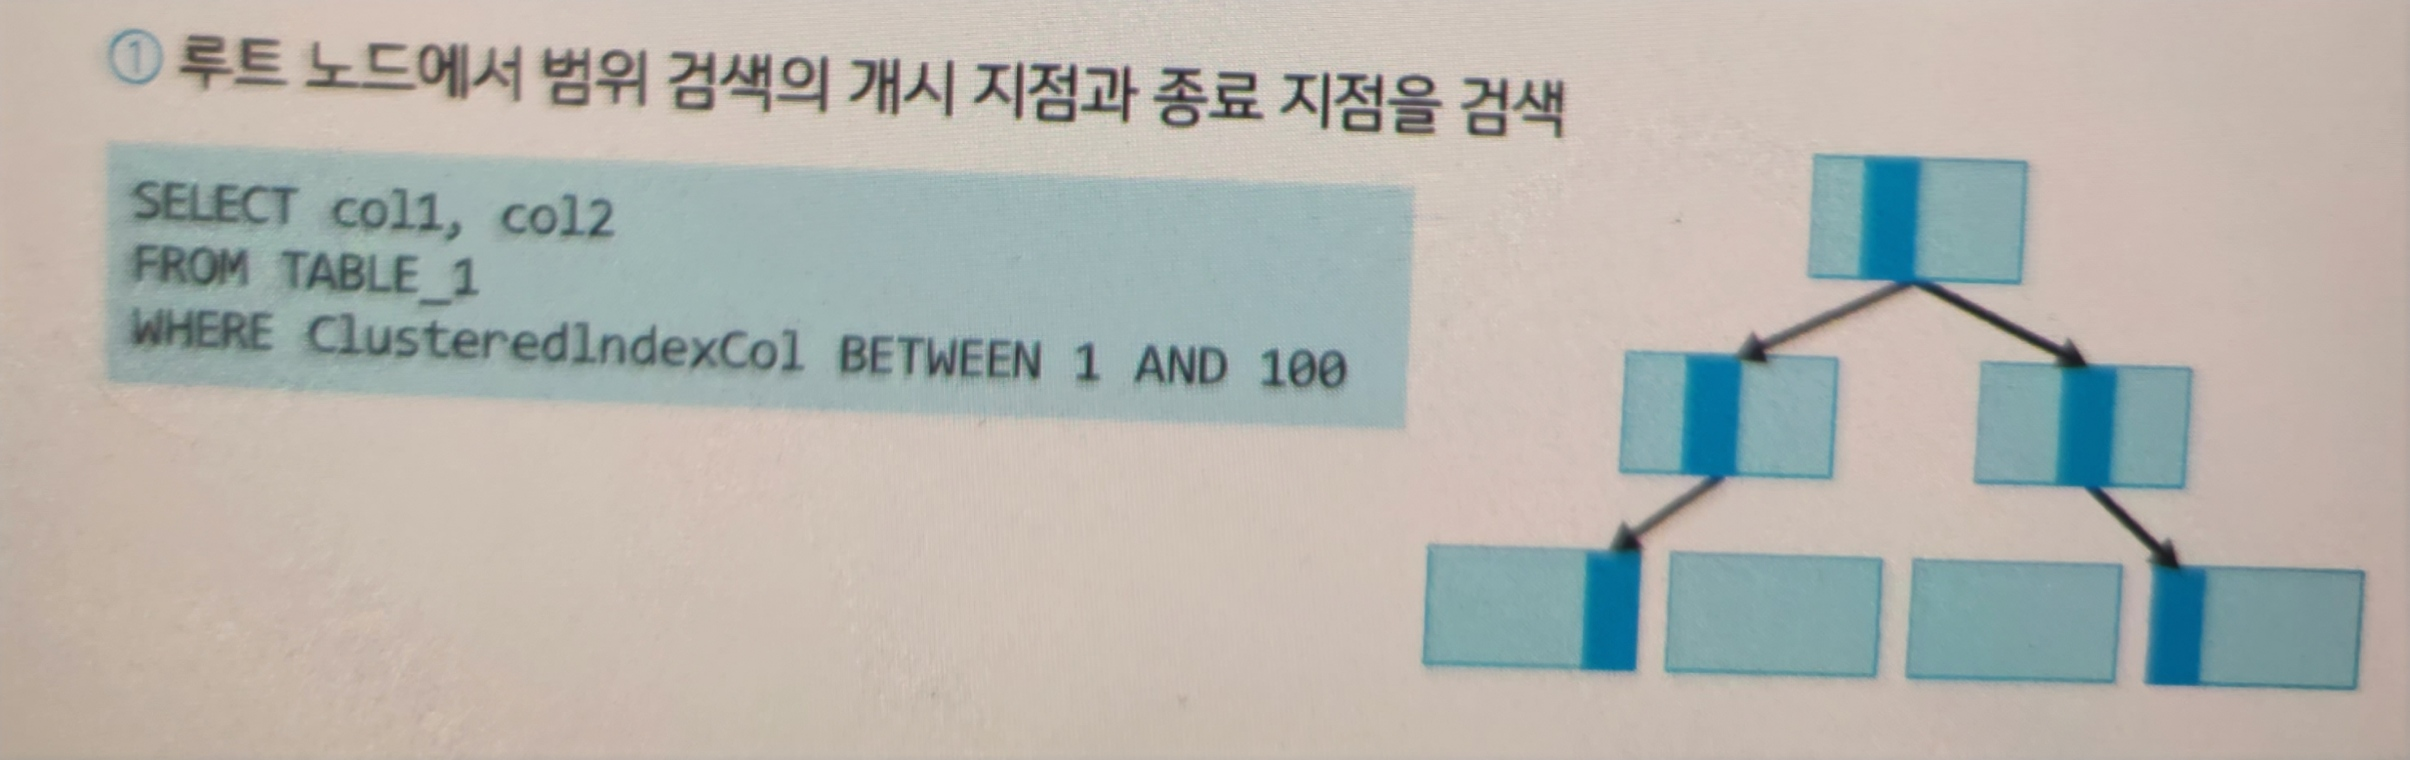 ① 루트 노드에서 범위 검색의 개시 지점과 종료 지점을 검색
SELECT col1, col2
FROM TABLE_1
WHERE ClusteredlndexCol BETWEEN 1 AND 100